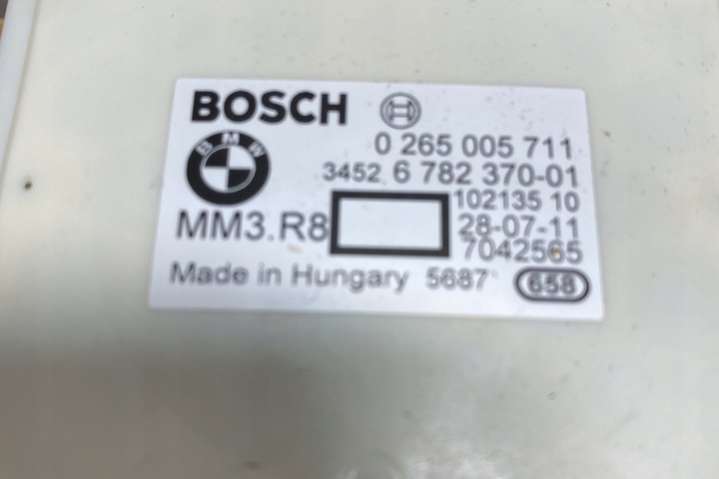 BOSCH
BMW
0 265 005 711
3452 6 782 370-01
102135 10
MM3.R8
28-07-11
7042565
Made in Hungary 5687
658